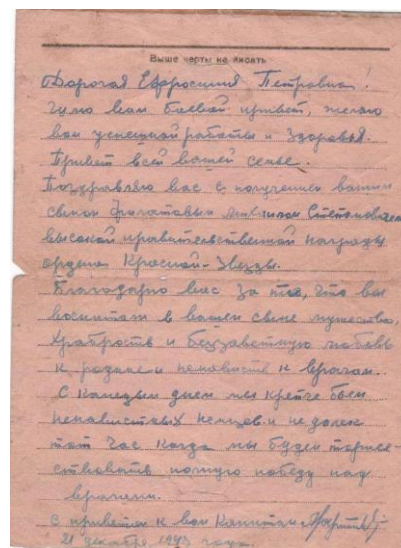 Выше черты не писать
Дорогая Ефросиния Петровна!
Шлю вам боевой привет, желаю
вам успешной работы и здоровья.
Привет всей вашей семье.
Поздравляю вас с получением вашим
сыном Михаилом Степановичем
высокой правительственной награды
ордена Красной-Звезды.
Благодарю вас за то, что вы
воспитали в вашем сыне мужество,
храбрость и беззаветную любовь
к родине и ненависть к врагам.
С каждым днем мы крепче бьем
ненавистных немцев и не далек
тот час когда мы будем торже-
ствовать полную победу над
врагами.
С приветом к вам Капитан
21 декабря 1943 года.